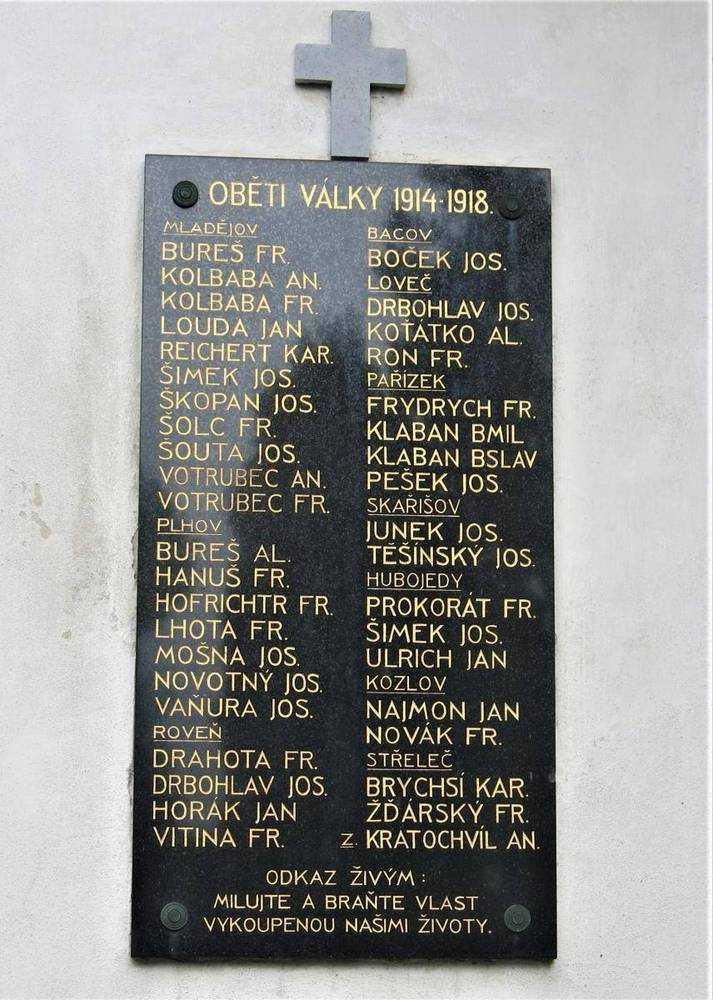 OBĚTI VÁLKY 1914-1918.
MLADĚJOV
BUREŠ FR.
KOLBABA AN.
KOLBABA FR.
LOUDA JAN
REICHERT KAR.
ŠIMEK JOS.
ŠKOPAN JOS.
ŠOLC FR.
ŠOUTA JOS.
VOTRUBEC AN.
VOTRUBEC FR.
PLHOV
BUREŠ AL.
HANUŠ FR.
HOFRICHTR FR.
LHOTA FR.
MOŠNA JOS.
NOVOTNÝ JOS.
VAŇURA JOS.
ROVEŇ
DRAHOTA FR.
DRBOHLAV JOS.
HORÁK JAN
VITINA FR.
BACOV
BOČEK JOS.
LOVEČ
DRBOHLAV JOS.
KOŤÁTKO AL.
RON FR.
PAŘÍZEK
FRYDRYCH FR.
KLABAN BMIL
KLABAN BSLAV
PEŠEK JOS.
SKAŘIŠOV
JUNEK JOS.
TĚŠÍNSKÝ JOS.
HUBOJEDY
PROKORÁT FR.
ŠIMEK JOS.
ULRICH JAN
KOZLOV
NAJMON JAN
NOVÁK FR.
STŘELEČ
BRYCHSÍ KAR.
ŽĎÁRSKÝ FR.
Z. KRATOCHVÍL AN.
ODKAZ ŽIVÝM:
MILUJTE A BRAŇTE VLAST
VYKOUPENOU NAŠIMI ŽIVOTY.